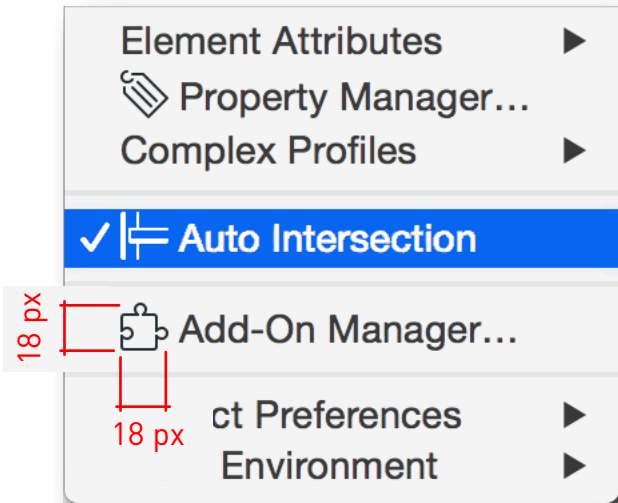 Element Attributes
Property Manager...
Complex Profiles
Auto Intersection
18 px
Add-On Manager...
18 px
ct Preferences
Environment